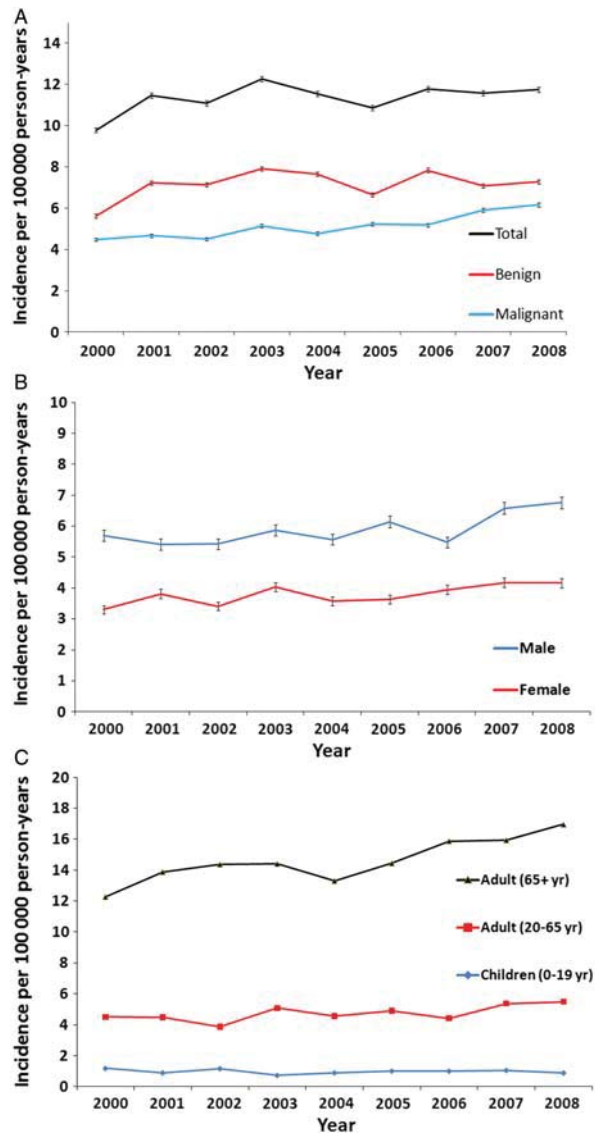 A
Incidence per 100 000 person-years
14
12
10
8
6
4
2
0
Total
Benign
Malignant
2000 2001 2002 2003 2004 2005 2006 2007 2008
Year
B
Incidence per 100 000 person-years
10
9
8
7
6
5
4
3
2
1
0
Male
Female
2000 2001 2002 2003 2004 2005 2006 2007 2008
Year
C
Incidence per 100 000 person-years
20
18
16
14
12
10
8
6
4
2
0
Adult (65+ yr)
Adult (20-65 yr)
Children (0-19 yr)
2000 2001 2002 2003 2004 2005 2006 2007 2008
Year